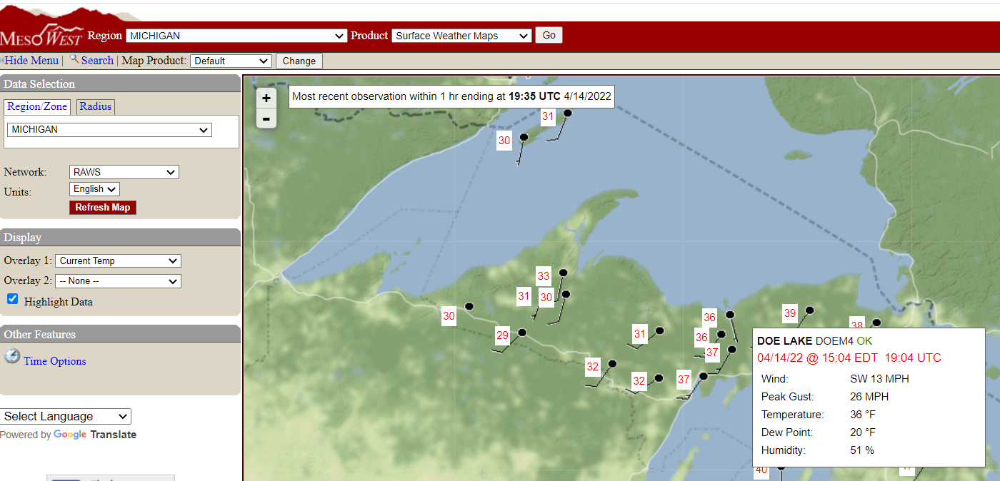 MESO WEST Region MICHIGAN Product Surface Weather Maps Go
Hide Menu | Search | Map Product: Default Change
Data Selection
Region/Zone Radius
MICHIGAN
Network: RAWS
Units: English
Refresh Map
Display
Overlay 1: Current Temp
Overlay 2: -- None --
Highlight Data
Other Features
Time Options
Select Language
Powered by Google Translate
+
-
Most recent observation within 1 hr ending at 19:35 UTC 4/14/2022
31
30
33
31 30
30
29
31
32
32
37
36
36
37
39
38
DOE LAKE DOEM4 OK
04/14/22 @ 15:04 EDT 19:04 UTC
Wind: SW 13 MPH
Peak Gust: 26 MPH
Temperature: 36 °F
Dew Point: 20 °F
Humidity: 51 %
40